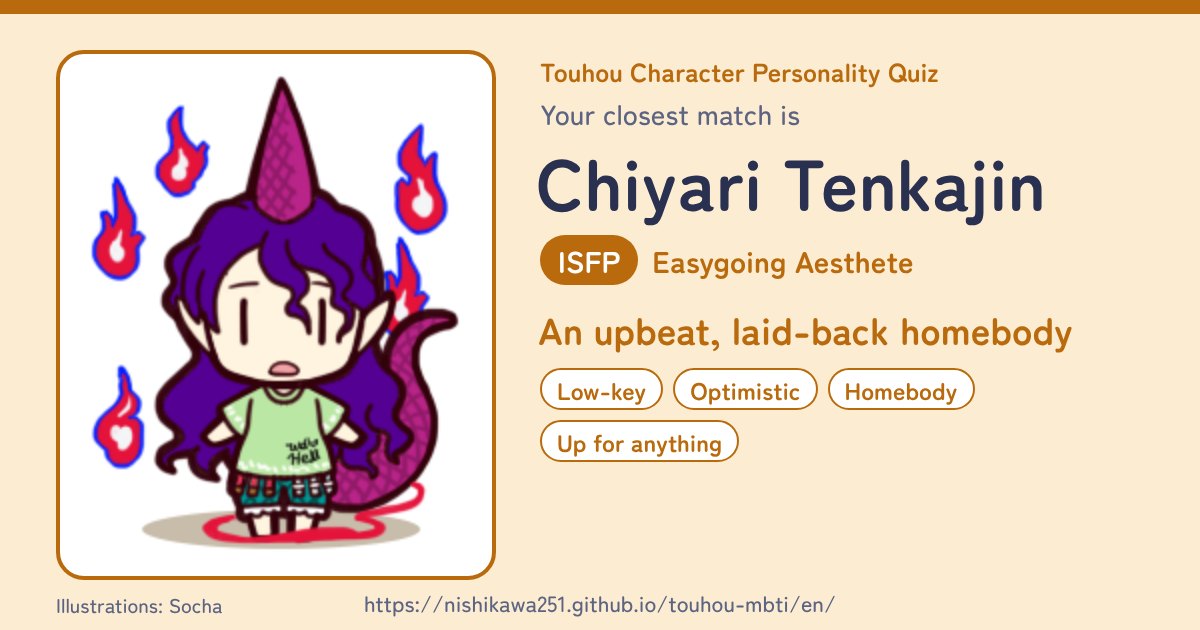 Touhou Character Personality Quiz
Your closest match is
Chiyari Tenkajin
ISFP Easygoing Aesthete
An upbeat, laid-back homebody
Low-key Optimistic Homebody
Up for anything
Hell
Illustrations: Socha
https://nishikawa251.github.io/touhou-mbti/en/